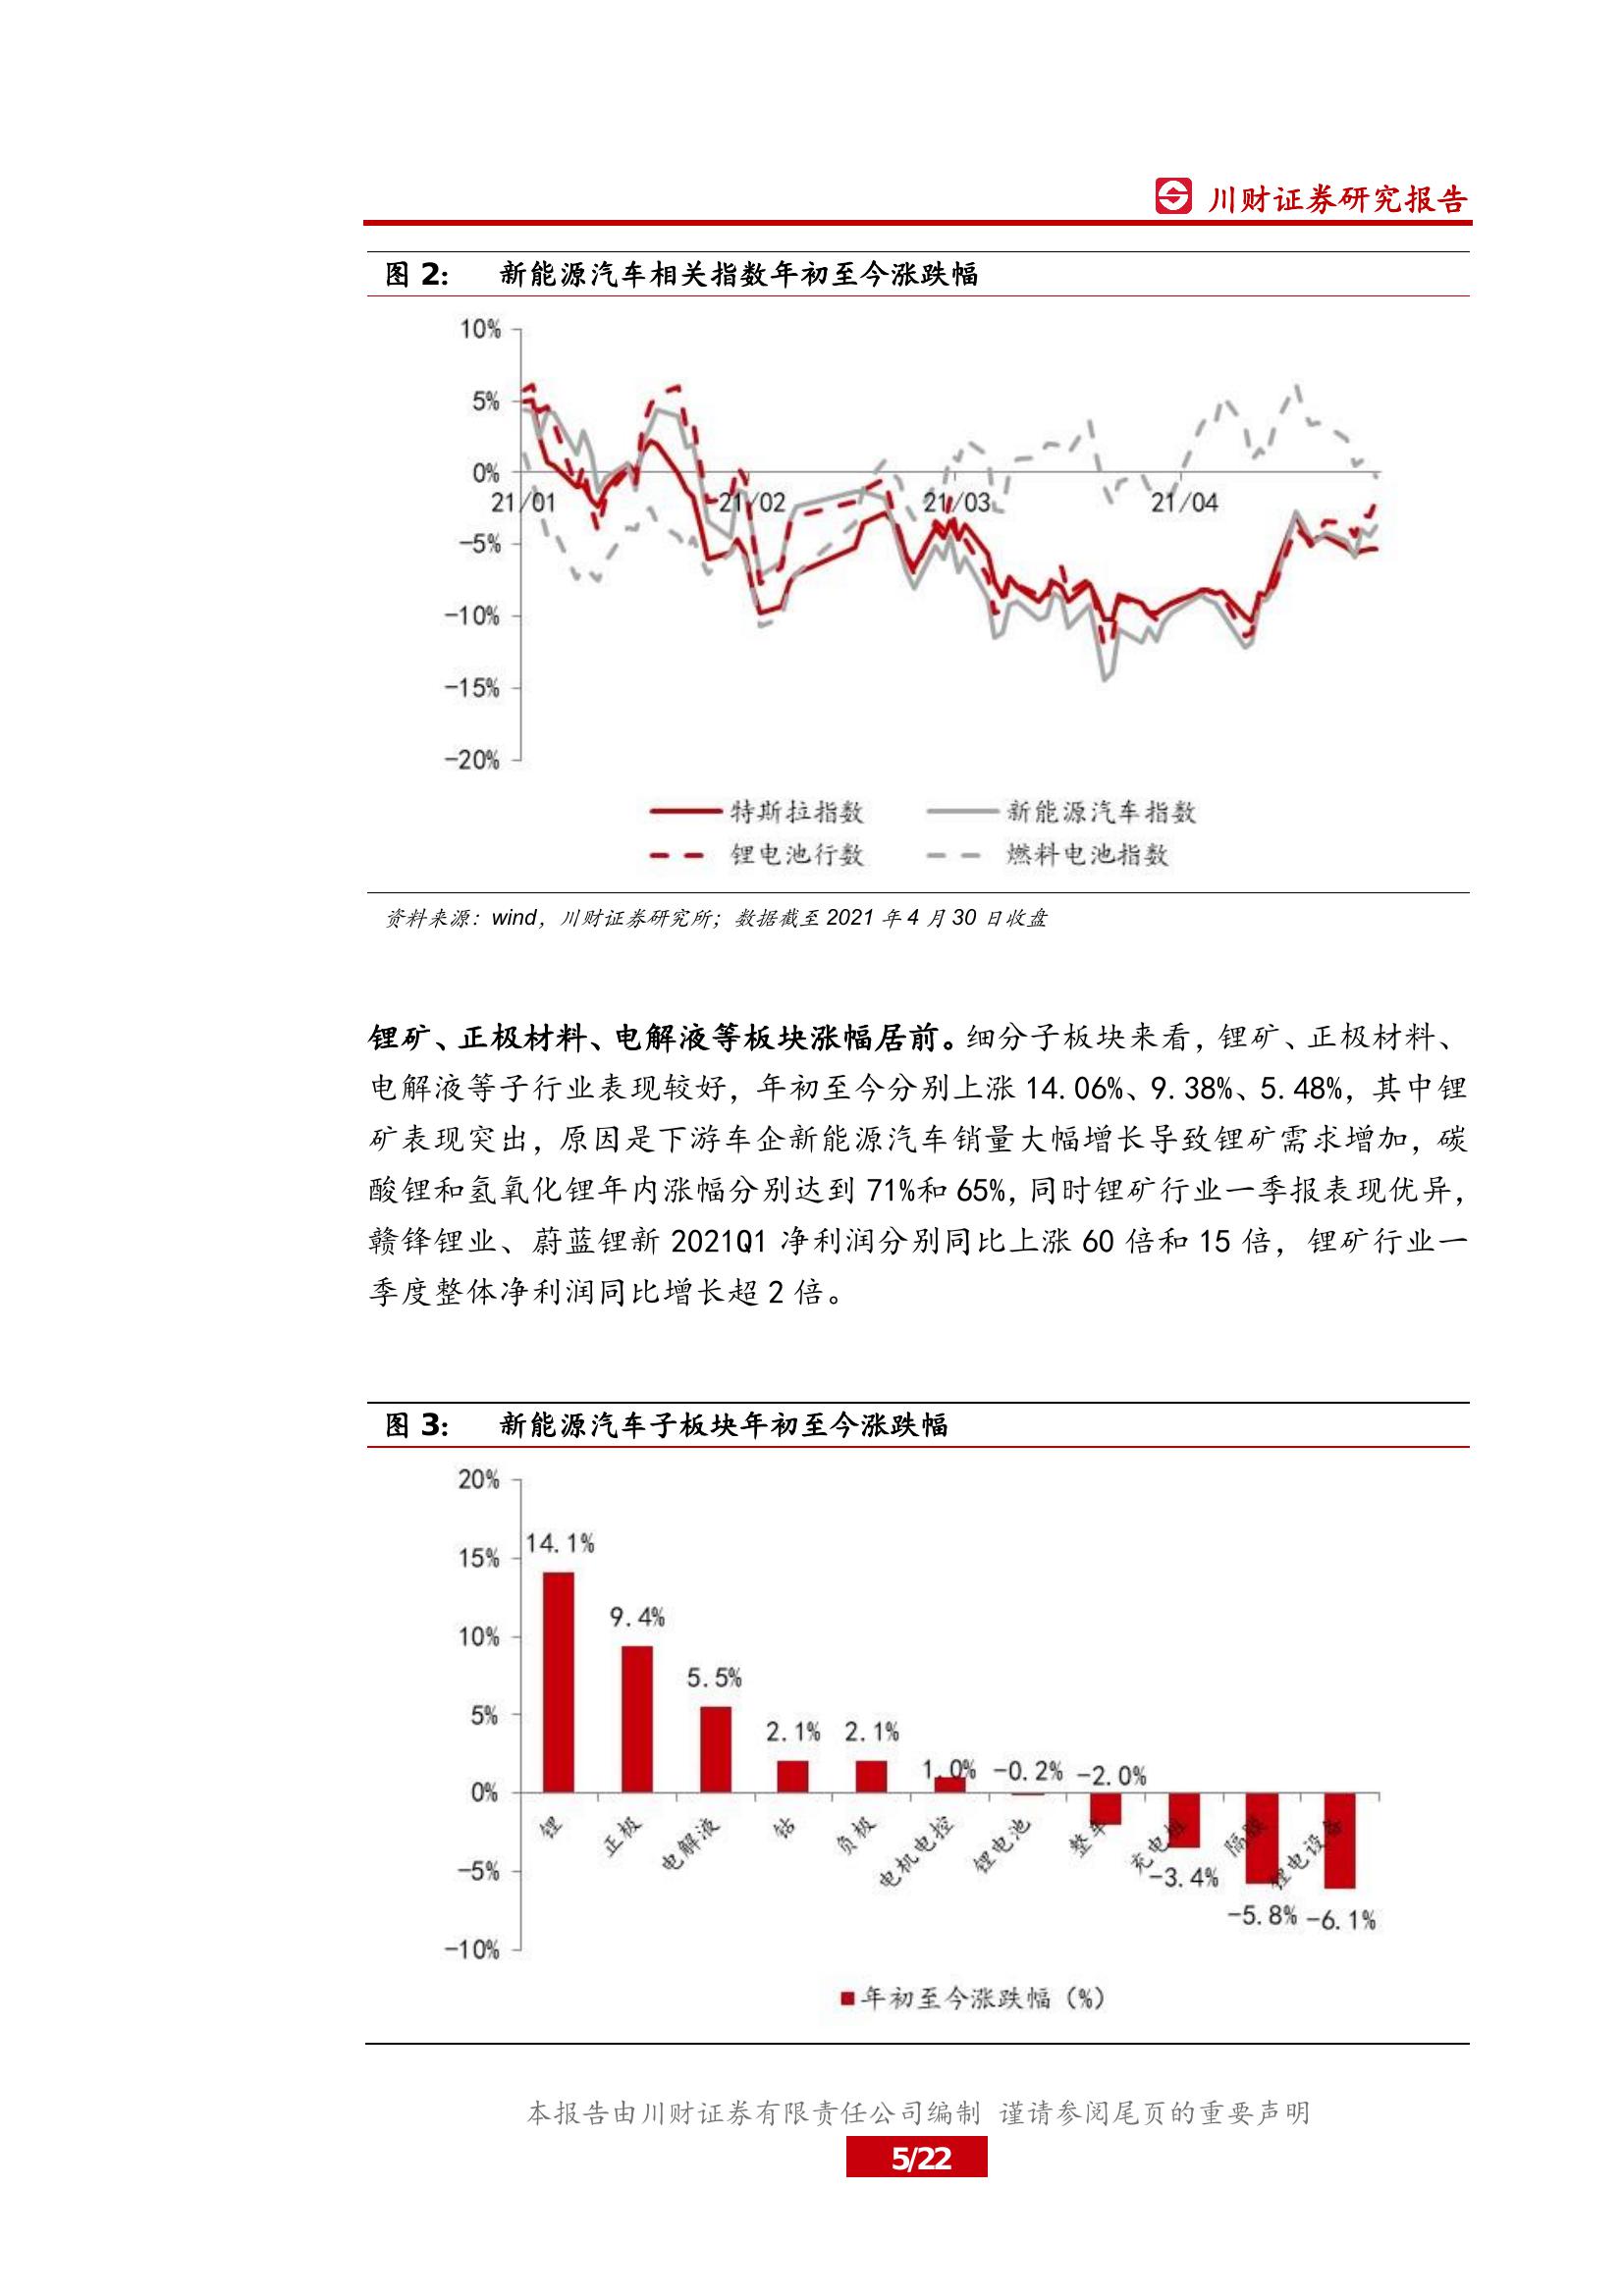 川财证券研究报告
图 2： 新能源汽车相关指数年初至今涨跌幅
10%
5%
0%
-5%
-10%
-15%
-20%
21/01 21/02 21/03 21/04
特斯拉指数 新能源汽车指数
锂电池行数 燃料电池指数
资料来源：wind，川财证券研究所；数据截至 2021 年 4 月 30 日收盘
锂矿、正极材料、电解液等板块涨幅居前。细分子板块来看，锂矿、正极材料、
电解液等子行业表现较好，年初至今分别上涨 14.06%、9.38%、5.48%，其中锂
矿表现突出，原因是下游车企新能源汽车销量大幅增长导致锂矿需求增加，碳
酸锂和氢氧化锂年内涨幅分别达到 71%和 65%，同时锂矿行业一季报表现优异，
赣锋锂业、蔚蓝锂新 2021Q1 净利润分别同比上涨 60 倍和 15 倍，锂矿行业一
季度整体净利润同比增长超 2 倍。
图 3： 新能源汽车子板块年初至今涨跌幅
20%
15%
10%
5%
0%
-5%
-10%
14.1%
9.4%
5.5%
2.1%
2.1%
1.0%
-0.2%
-2.0%
-3.4%
-5.8%
-6.1%
锂
正极
电解液
钴
负极
电机电控
锂电池
整车
充电桩
隔膜
锂电设备
年初至今涨跌幅（%）
本报告由川财证券有限责任公司编制 谨请参阅尾页的重要声明
5/22